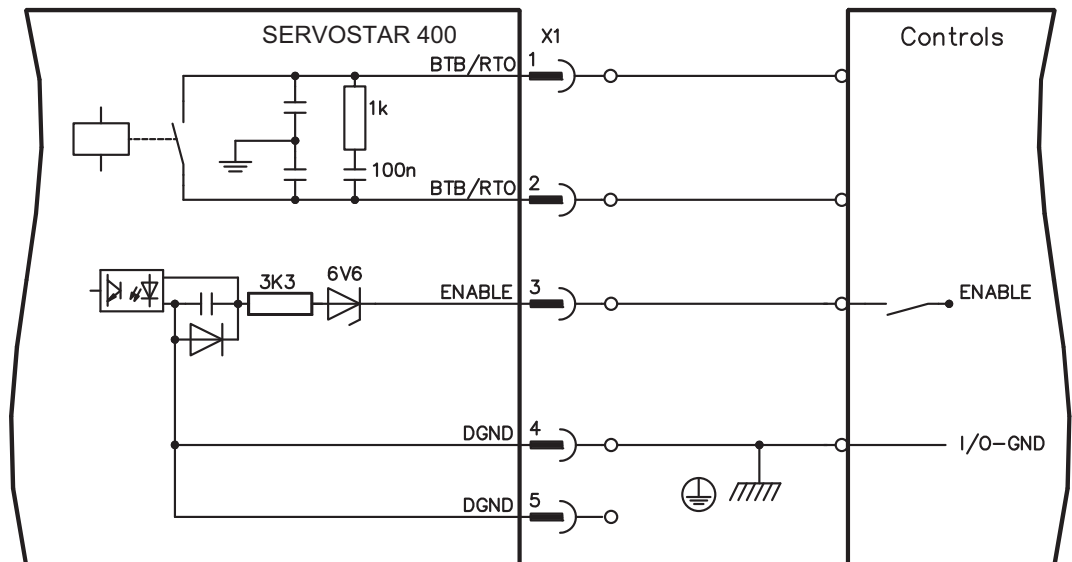 SERVOSTAR 400
X1
Controls
BTB/RTO
1
1k
100n
BTB/RTO
2
3K3
6V6
ENABLE
3
ENABLE
DGND
4
I/O-GND
DGND
5